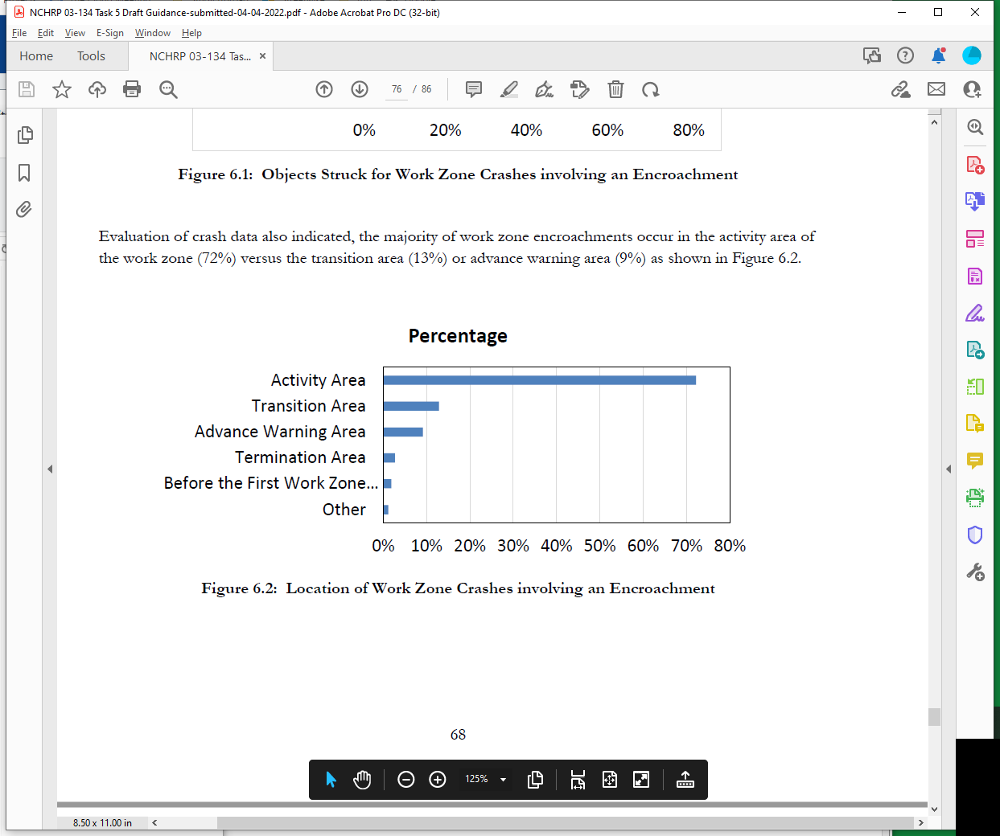 NCHRP 03-134 Task 5 Draft Guidance-submitted-04-04-2022.pdf - Adobe Acrobat Pro DC (32-bit)
File Edit View E-Sign Window Help
Home Tools NCHRP 03-134 Tas... ×
76 / 86
0% 20% 40% 60% 80%
Figure 6.1: Objects Struck for Work Zone Crashes involving an Encroachment
Evaluation of crash data also indicated, the majority of work zone encroachments occur in the activity area of
the work zone (72%) versus the transition area (13%) or advance warning area (9%) as shown in Figure 6.2.
Percentage
Activity Area
Transition Area
Advance Warning Area
Termination Area
Before the First Work Zone...
Other
0% 10% 20% 30% 40% 50% 60% 70% 80%
Figure 6.2: Location of Work Zone Crashes involving an Encroachment
68
125%
8.50 x 11.00 in